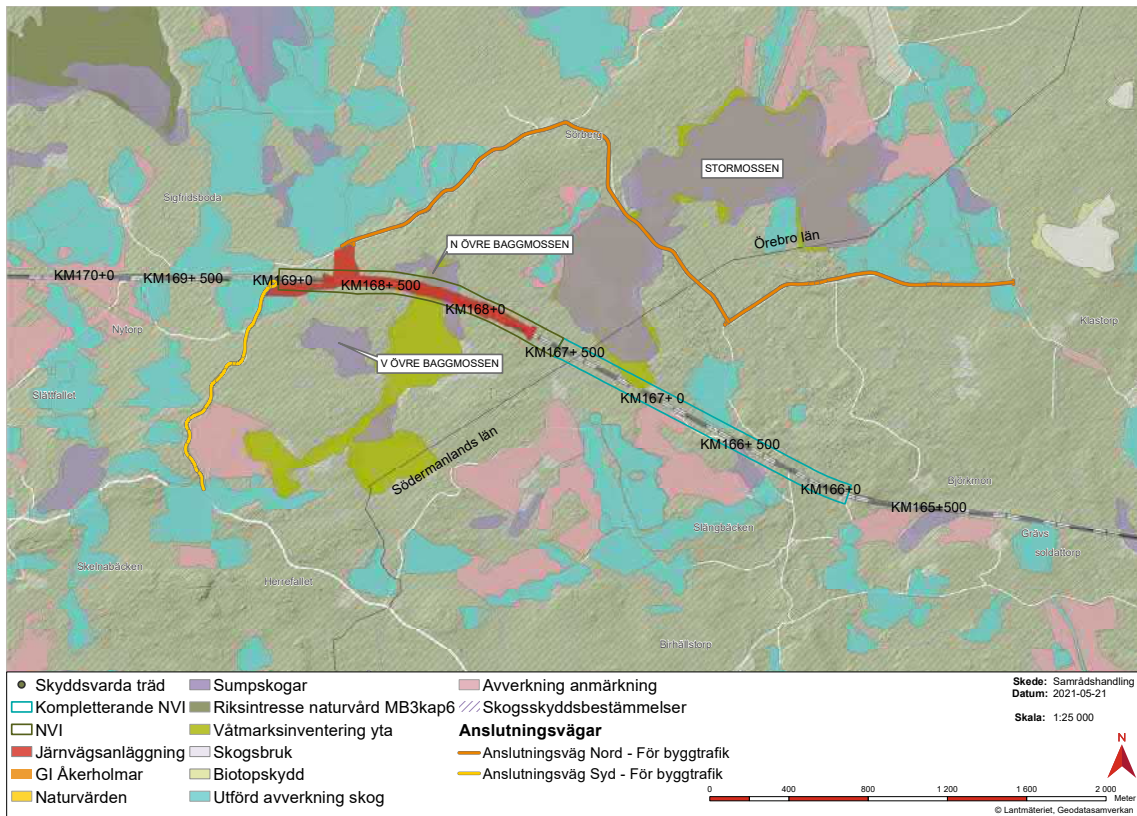 Sörberg
STORMOSSEN
Sigfridsboda
N ÖVRE BAGGMOSSEN
Örebro län
KM170+0
KM169+ 500
KM169+0
KM168+ 500
KM168+0
Nytorp
Klastorp
V ÖVRE BAGGMOSSEN
KM167+ 500
Slättfallet
KM167+ 0
KM166+ 500
Södermanlands län
KM166+0
Björkmon
KM165+500
Slängbäcken
Grävs
soldattorp
Skelnabäcken
Herrefallet
Birhällstorp
Skyddsvarda träd
Kompletterande NVI
NVI
Järnvägsanläggning
GI Åkerholmar
Naturvärden
Sumpskogar
Riksintresse naturvård MB3kap6
Våtmarksinventering yta
Skogsbruk
Biotopskydd
Utförd avverkning skog
Avverkning anmärkning
Skogsskyddsbestämmelser
Anslutningsvägar
Anslutningsväg Nord - För byggtrafik
Anslutningsväg Syd - För byggtrafik
Skede: Samrådshandling
Datum: 2021-05-21
Skala: 1:25 000
N
0 400 800 1 200 1 600 2 000
Meter
© Lantmäteriet, Geodatasamverkan